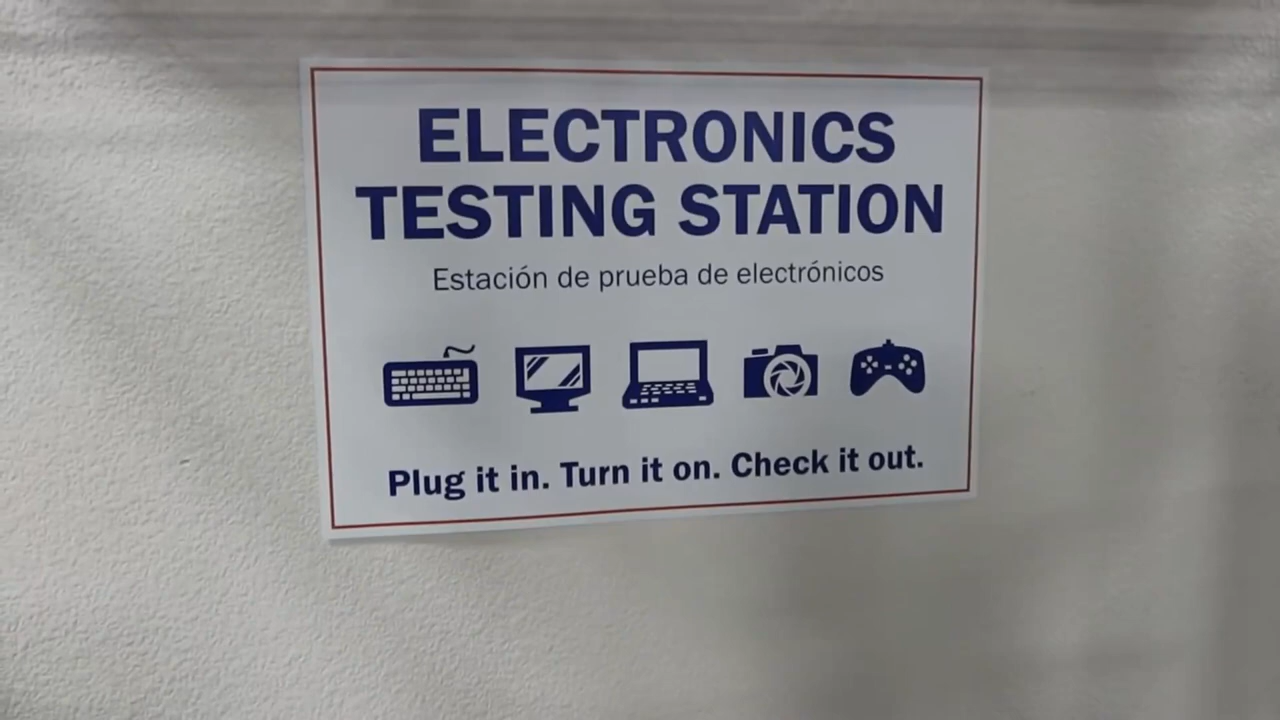 ELECTRONICS
TESTING STATION
Estación de prueba de electrónicos
Plug it in. Turn it on. Check it out.